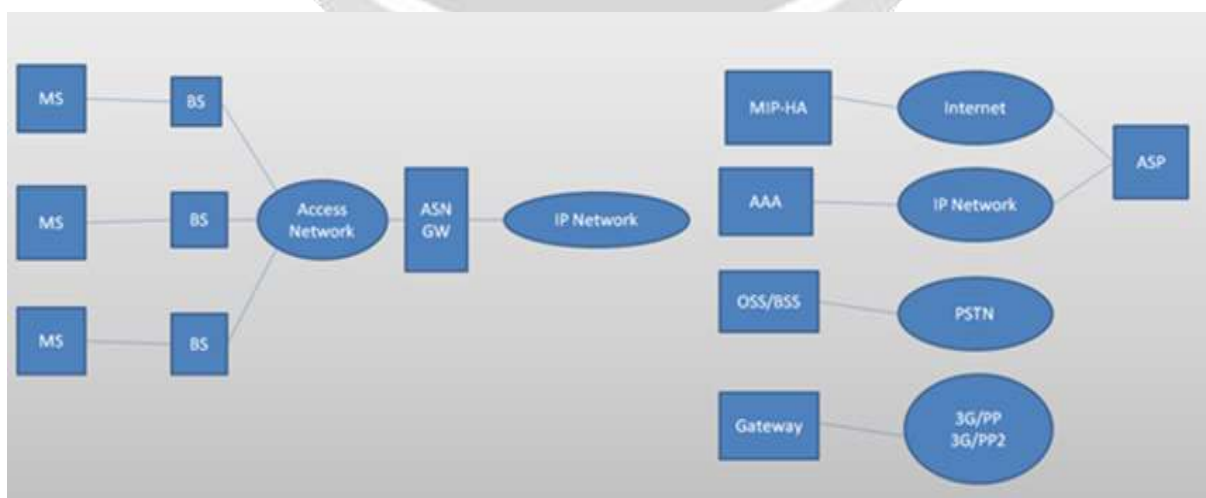 MS
BS
MS
BS
MS
BS
Access
Network
ASN
GW
IP Network
MIP-HA
Internet
AAA
IP Network
OSS/BSS
PSTN
Gateway
3G/PP
3G/PP2
ASP